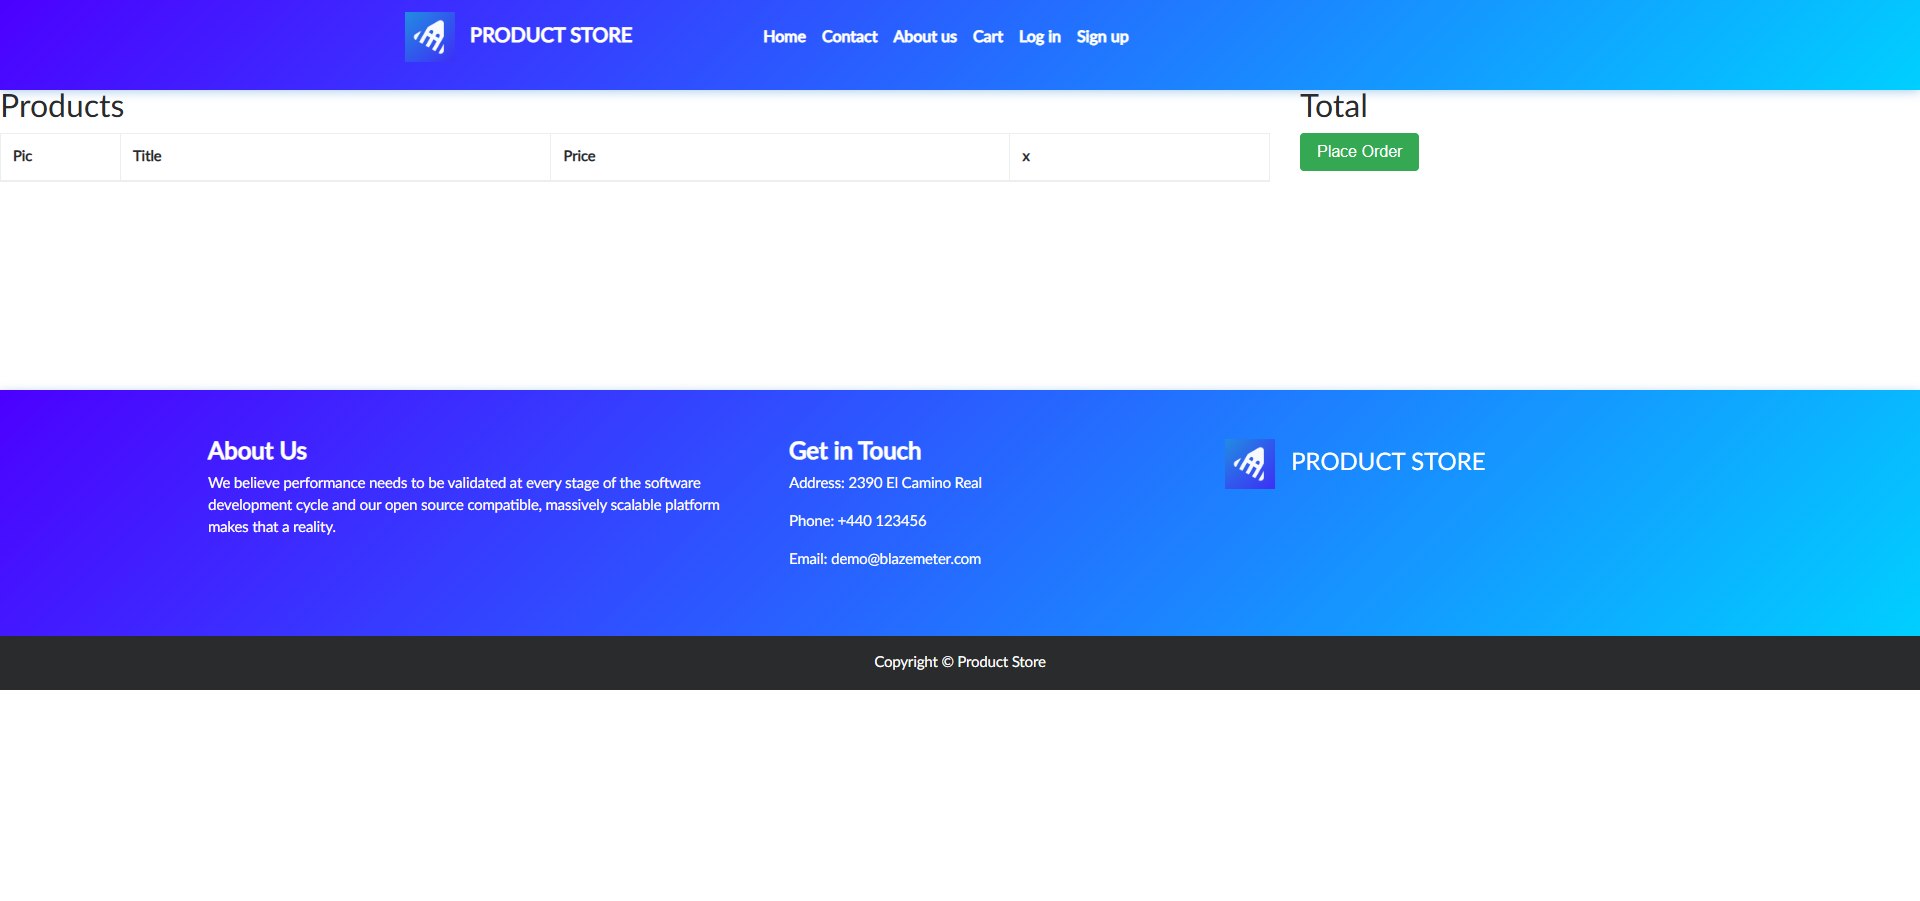 PRODUCT STORE
Home Contact About us Cart Log in Sign up
Products
Total
Pic Title Price x
Place Order
About Us
We believe performance needs to be validated at every stage of the software
development cycle and our open source compatible, massively scalable platform
makes that a reality.
Get in Touch
Address: 2390 El Camino Real
Phone: +440 123456
Email: demo@blazemeter.com
PRODUCT STORE
Copyright © Product Store